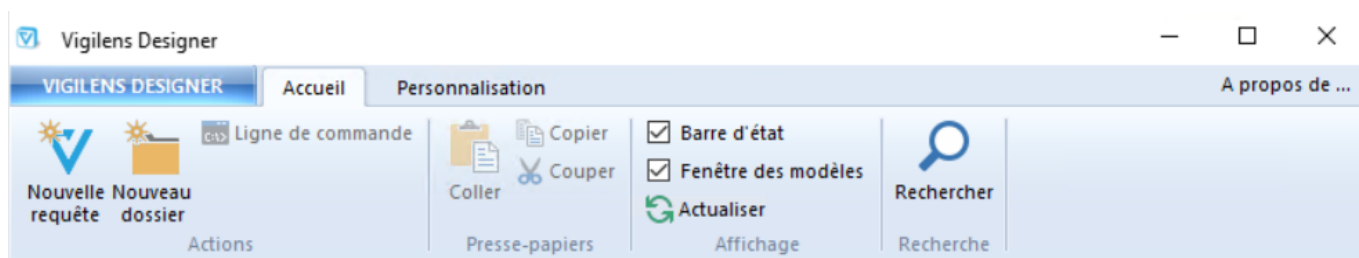 Vigilens Designer
VIGILENS DESIGNER Accueil Personnalisation A propos de ...
Nouvelle requête
Nouveau dossier
C:\> Ligne de commande
Actions
Coller
Copier
Couper
Presse-papiers
Barre d'état
Fenêtre des modèles
Actualiser
Affichage
Rechercher
Recherche